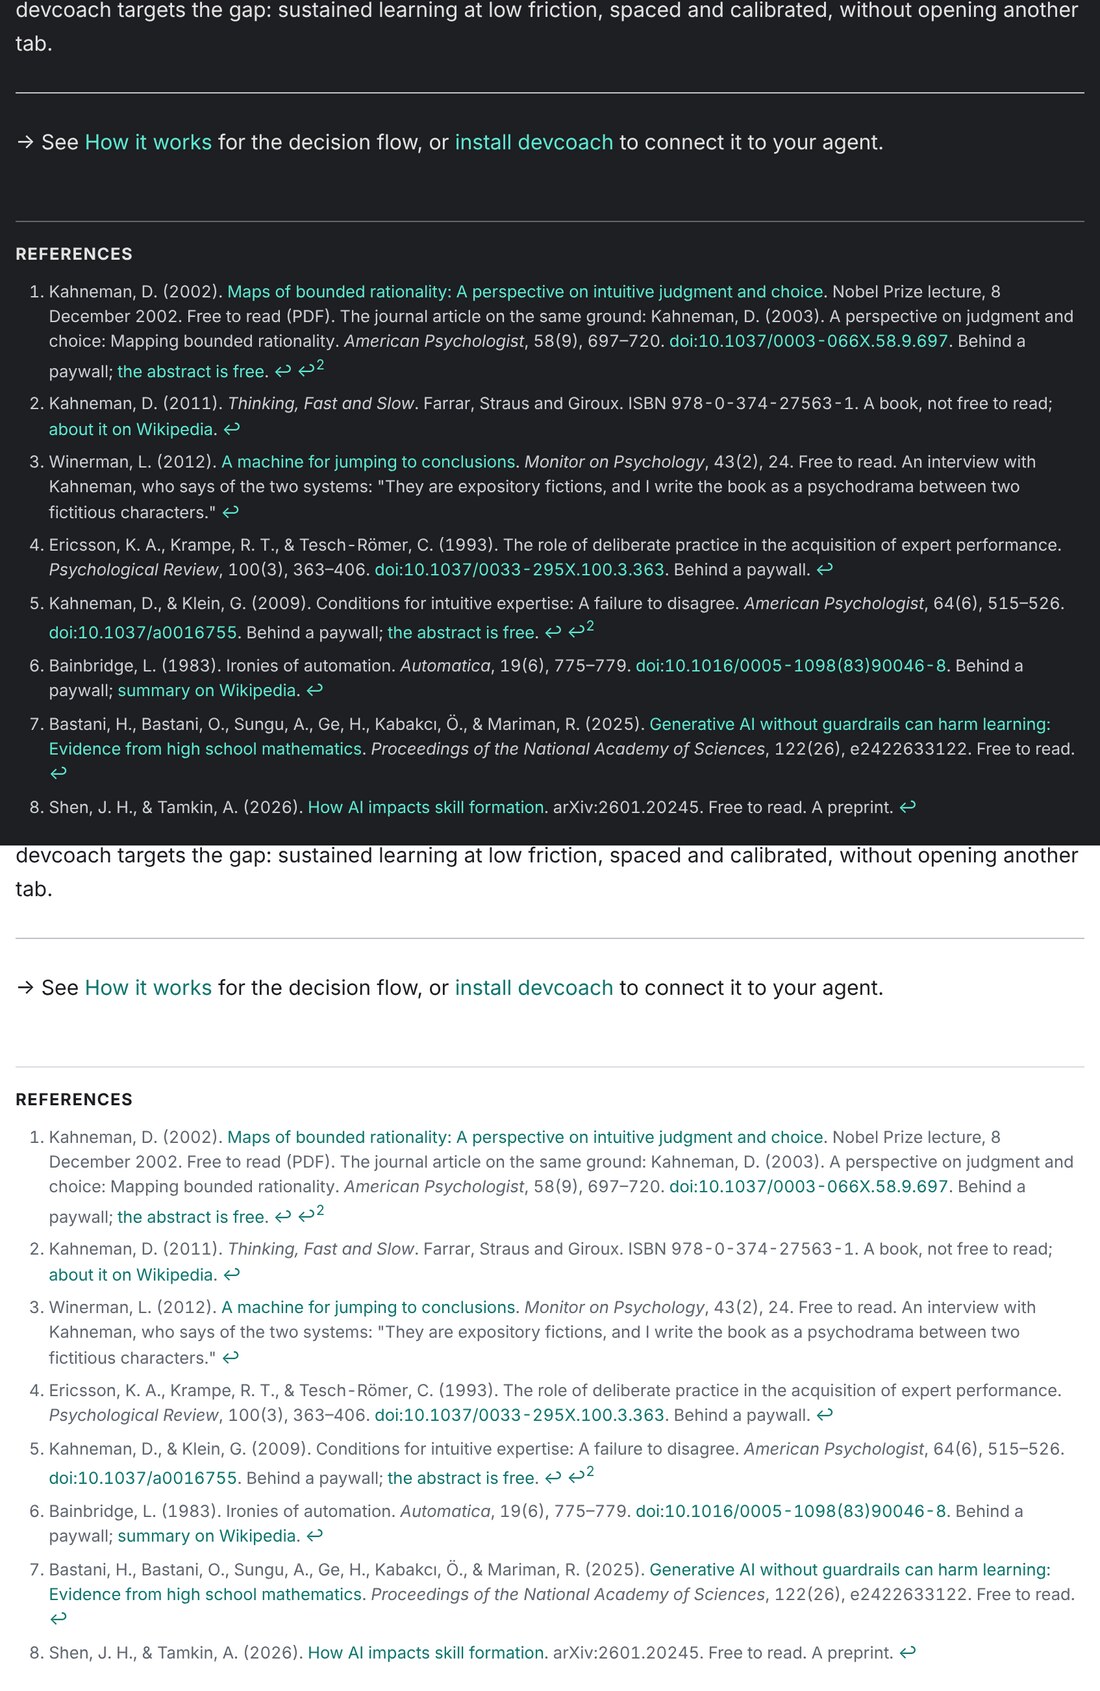 devcoach targets the gap: sustained learning at low friction, spaced and calibrated, without opening another
tab.
→ See How it works for the decision flow, or install devcoach to connect it to your agent.
REFERENCES
1. Kahneman, D. (2002). Maps of bounded rationality: A perspective on intuitive judgment and choice. Nobel Prize lecture, 8
December 2002. Free to read (PDF). The journal article on the same ground: Kahneman, D. (2003). A perspective on judgment and
choice: Mapping bounded rationality. American Psychologist, 58(9), 697–720. doi:10.1037/0003-066X.58.9.697. Behind a
paywall; the abstract is free. ↩ ↩2
2. Kahneman, D. (2011). Thinking, Fast and Slow. Farrar, Straus and Giroux. ISBN 978-0-374-27563-1. A book, not free to read;
about it on Wikipedia. ↩
3. Winerman, L. (2012). A machine for jumping to conclusions. Monitor on Psychology, 43(2), 24. Free to read. An interview with
Kahneman, who says of the two systems: "They are expository fictions, and I write the book as a psychodrama between two
fictitious characters." ↩
4. Ericsson, K. A., Krampe, R. T., & Tesch-Römer, C. (1993). The role of deliberate practice in the acquisition of expert performance.
Psychological Review, 100(3), 363–406. doi:10.1037/0033-295X.100.3.363. Behind a paywall. ↩
5. Kahneman, D., & Klein, G. (2009). Conditions for intuitive expertise: A failure to disagree. American Psychologist, 64(6), 515–526.
doi:10.1037/a0016755. Behind a paywall; the abstract is free. ↩ ↩2
6. Bainbridge, L. (1983). Ironies of automation. Automatica, 19(6), 775–779. doi:10.1016/0005-1098(83)90046-8. Behind a
paywall; summary on Wikipedia. ↩
7. Bastani, H., Bastani, O., Sungu, A., Ge, H., Kabakcı, Ö., & Mariman, R. (2025). Generative AI without guardrails can harm learning:
Evidence from high school mathematics. Proceedings of the National Academy of Sciences, 122(26), e2422633122. Free to read.
↩
8. Shen, J. H., & Tamkin, A. (2026). How AI impacts skill formation. arXiv:2601.20245. Free to read. A preprint. ↩
devcoach targets the gap: sustained learning at low friction, spaced and calibrated, without opening another
tab.
→ See How it works for the decision flow, or install devcoach to connect it to your agent.
REFERENCES
1. Kahneman, D. (2002). Maps of bounded rationality: A perspective on intuitive judgment and choice. Nobel Prize lecture, 8
December 2002. Free to read (PDF). The journal article on the same ground: Kahneman, D. (2003). A perspective on judgment and
choice: Mapping bounded rationality. American Psychologist, 58(9), 697–720. doi:10.1037/0003-066X.58.9.697. Behind a
paywall; the abstract is free. ↩ ↩2
2. Kahneman, D. (2011). Thinking, Fast and Slow. Farrar, Straus and Giroux. ISBN 978-0-374-27563-1. A book, not free to read;
about it on Wikipedia. ↩
3. Winerman, L. (2012). A machine for jumping to conclusions. Monitor on Psychology, 43(2), 24. Free to read. An interview with
Kahneman, who says of the two systems: "They are expository fictions, and I write the book as a psychodrama between two
fictitious characters." ↩
4. Ericsson, K. A., Krampe, R. T., & Tesch-Römer, C. (1993). The role of deliberate practice in the acquisition of expert performance.
Psychological Review, 100(3), 363–406. doi:10.1037/0033-295X.100.3.363. Behind a paywall. ↩
5. Kahneman, D., & Klein, G. (2009). Conditions for intuitive expertise: A failure to disagree. American Psychologist, 64(6), 515–526.
doi:10.1037/a0016755. Behind a paywall; the abstract is free. ↩ ↩2
6. Bainbridge, L. (1983). Ironies of automation. Automatica, 19(6), 775–779. doi:10.1016/0005-1098(83)90046-8. Behind a
paywall; summary on Wikipedia. ↩
7. Bastani, H., Bastani, O., Sungu, A., Ge, H., Kabakcı, Ö., & Mariman, R. (2025). Generative AI without guardrails can harm learning:
Evidence from high school mathematics. Proceedings of the National Academy of Sciences, 122(26), e2422633122. Free to read.
↩
8. Shen, J. H., & Tamkin, A. (2026). How AI impacts skill formation. arXiv:2601.20245. Free to read. A preprint. ↩